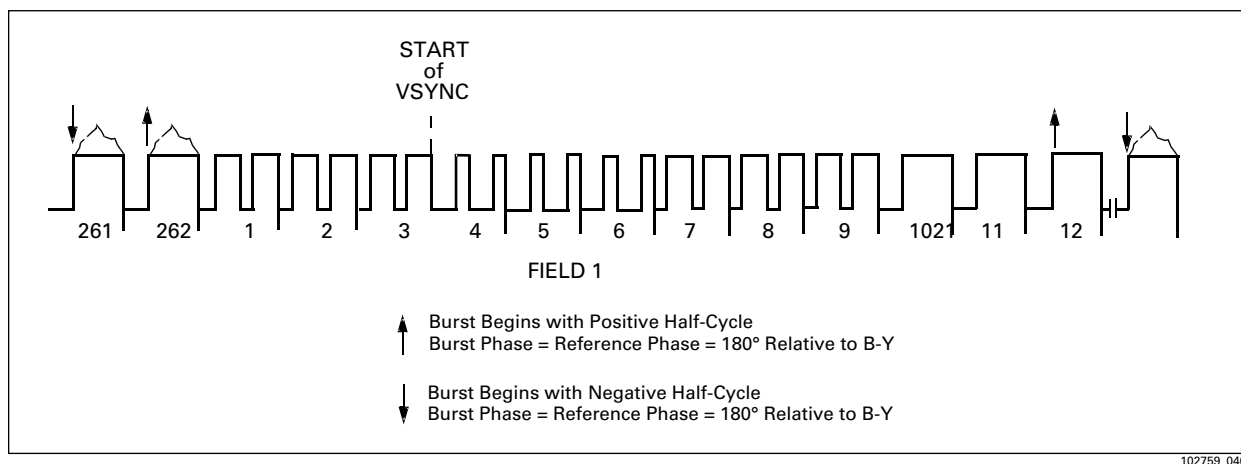 START
of
VSYNC
261 262 1 2 3 4 5 6 7 8 9 1021 11 12
FIELD 1
Burst Begins with Positive Half-Cycle
Burst Phase = Reference Phase = 180° Relative to B-Y
Burst Begins with Negative Half-Cycle
Burst Phase = Reference Phase = 180° Relative to B-Y